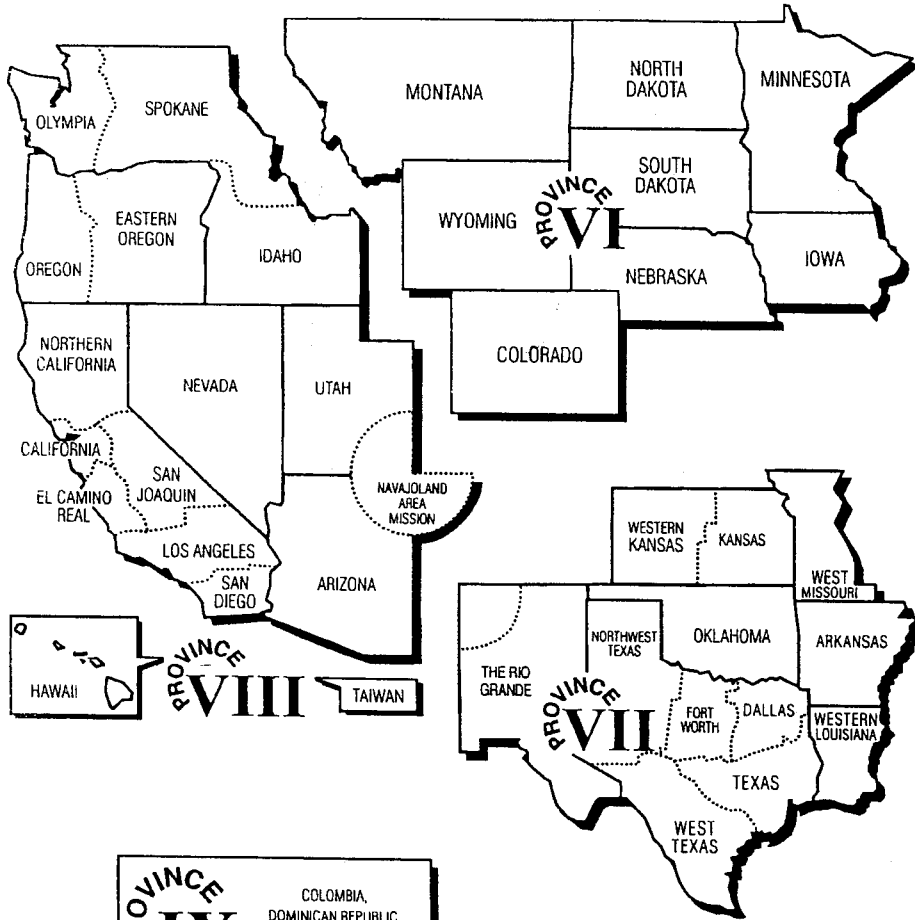 OLYMPIA
SPOKANE
EASTERN
OREGON
OREGON
IDAHO
NORTHERN
CALIFORNIA
NEVADA
UTAH
CALIFORNIA
SAN
JOAQUIN
EL CAMINO
REAL
NAVAJOLAND
AREA
MISSION
LOS ANGELES
SAN
DIEGO
ARIZONA
HAWAII
PROVINCE
VIII
TAIWAN
MONTANA
NORTH
DAKOTA
MINNESOTA
SOUTH
DAKOTA
WYOMING
PROVINCE
VI
NEBRASKA
IOWA
COLORADO
WESTERN
KANSAS
KANSAS
WEST
MISSOURI
NORTHWEST
TEXAS
OKLAHOMA
ARKANSAS
THE RIO
GRANDE
PROVINCE
VII
FORT
WORTH
DALLAS
WESTERN
LOUISIANA
TEXAS
WEST
TEXAS
OVINCE
IX
COLOMBIA,
DOMINICAN REPUBLIC